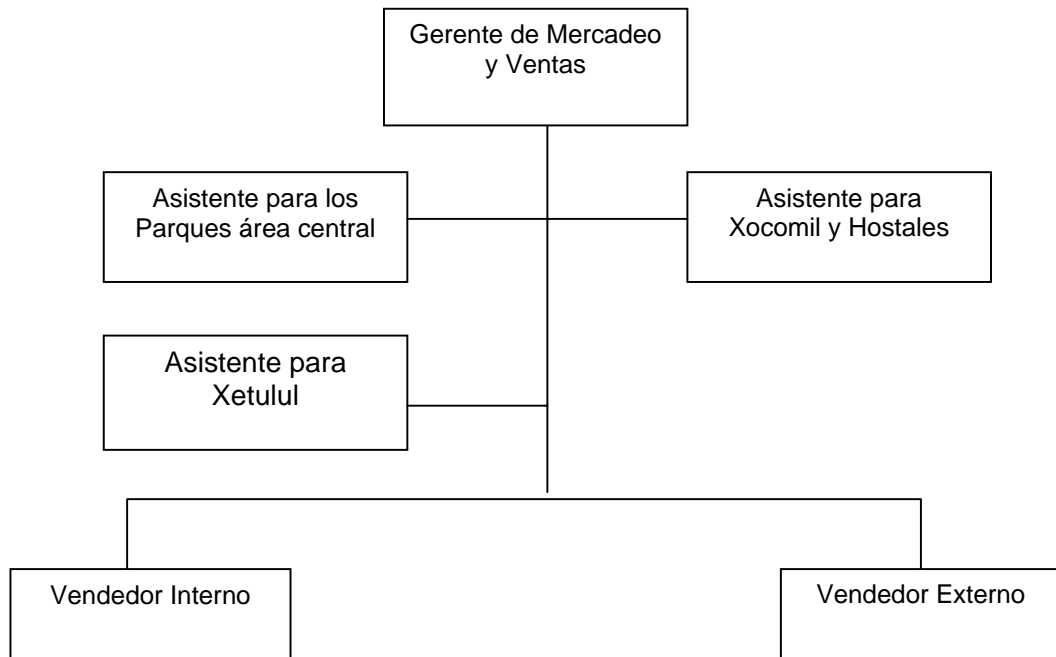 Gerente de Mercadeo
y Ventas
Asistente para los
Parques área central
Asistente para
Xocomil y Hostales
Asistente para
Xetulul
Vendedor Interno
Vendedor Externo